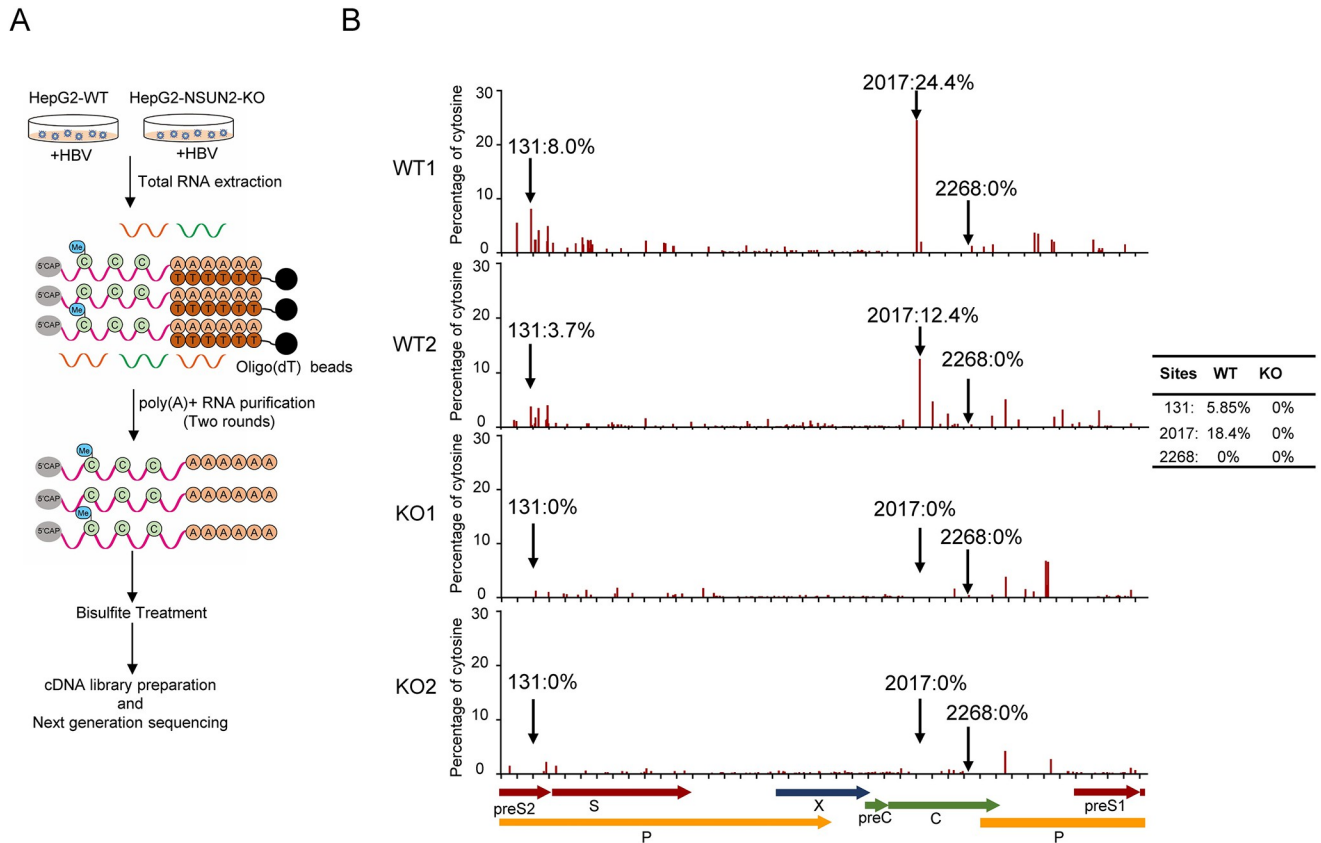 A
HepG2-WT
HepG2-NSUN2-KO
+HBV
+HBV
Total RNA extraction
Me
5'CAP C C C A A A A A A
T T T T T T
5'CAP C C C A A A A A A
Me
T T T T T T
5'CAP C C C A A A A A A
T T T T T T
Oligo(dT) beads
poly(A)+ RNA purification
(Two rounds)
Me
5'CAP C C C A A A A A A
5'CAP C C C A A A A A A
Me
5'CAP C C C A A A A A A
Bisulfite Treatment
cDNA library preparation
and
Next generation sequencing
B
WT1
Percentage of cytosine
30
20
10
0
131:8.0%
2017:24.4%
2268:0%
WT2
Percentage of cytosine
30
20
10
0
131:3.7%
2017:12.4%
2268:0%
KO1
Percentage of cytosine
30
20
10
0
131:0%
2017:0%
2268:0%
KO2
Percentage of cytosine
30
20
10
0
131:0%
2017:0%
2268:0%
preS2
S
X
preC
C
preS1
P
P
Sites WT KO
131: 5.85% 0%
2017: 18.4% 0%
2268: 0% 0%